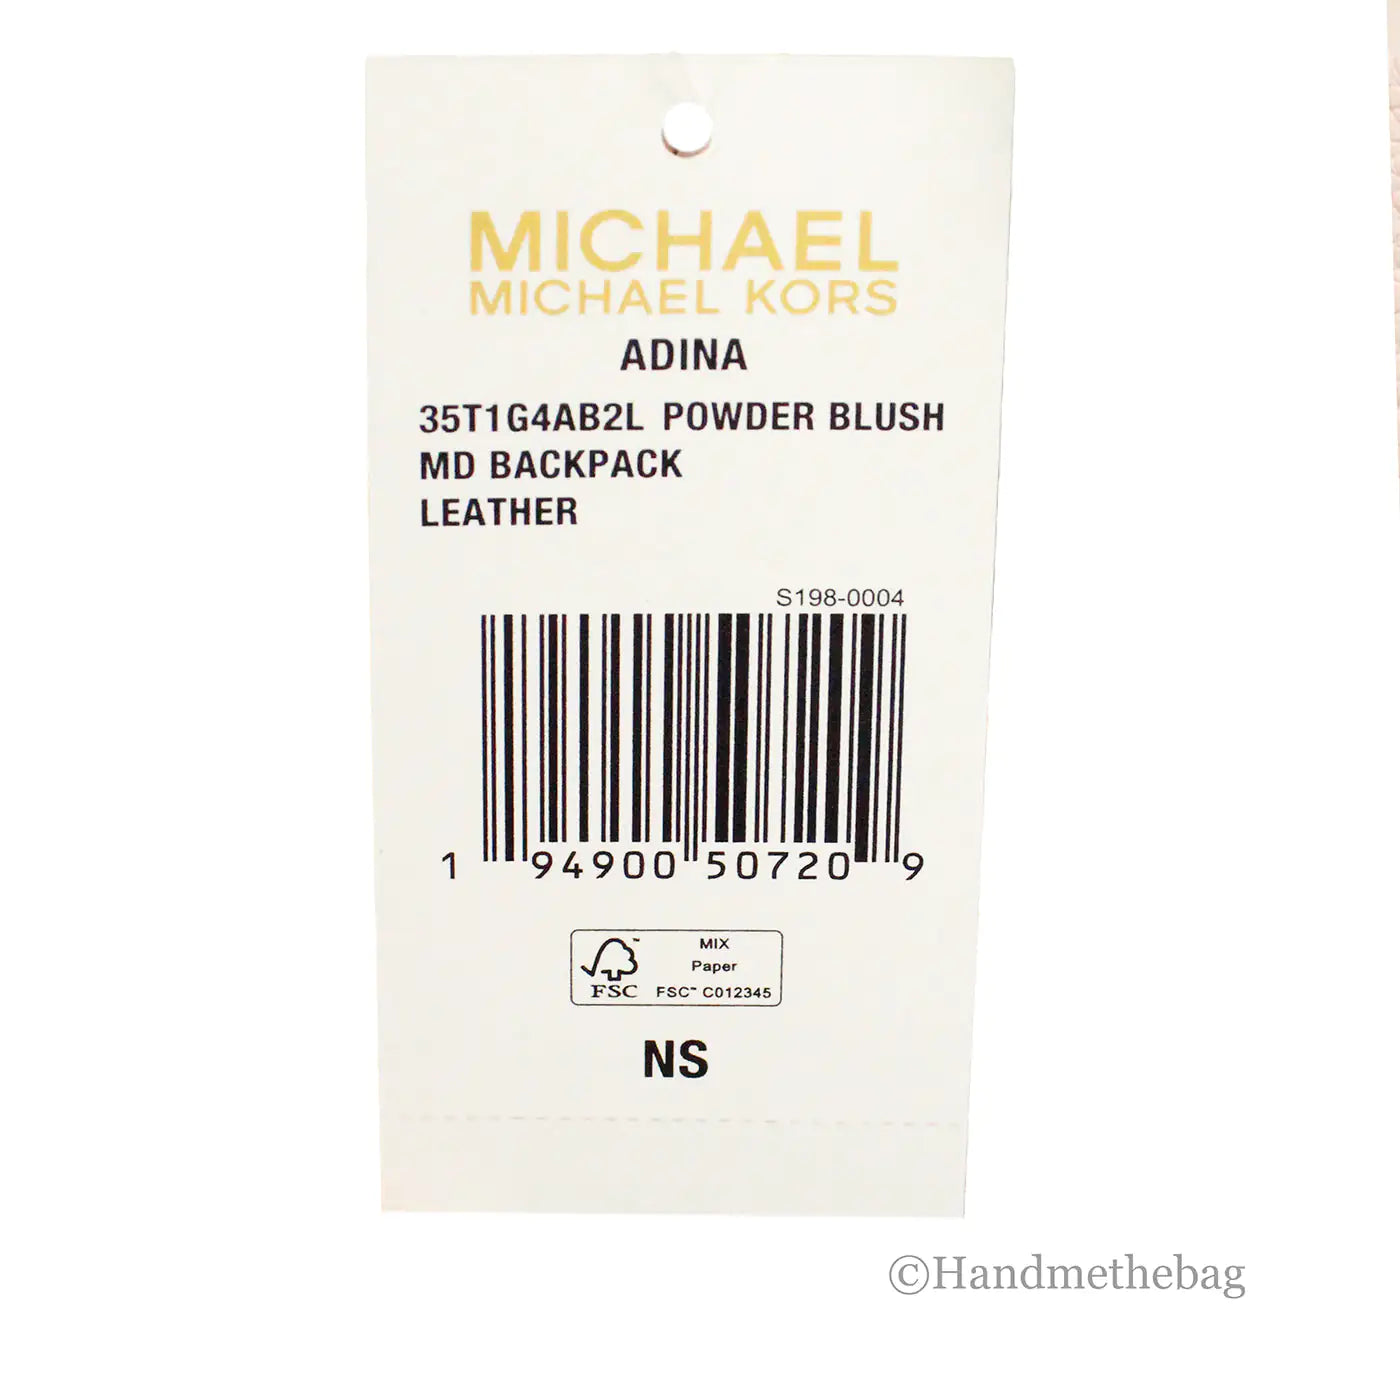 MICHAEL
MICHAEL KORS
ADINA
35T1G4AB2L POWDER BLUSH
MD BACKPACK
LEATHER
S198-0004
1 94900 50720 9
MIX
Paper
FSC™ C012345
FSC
NS
©Handmethebag